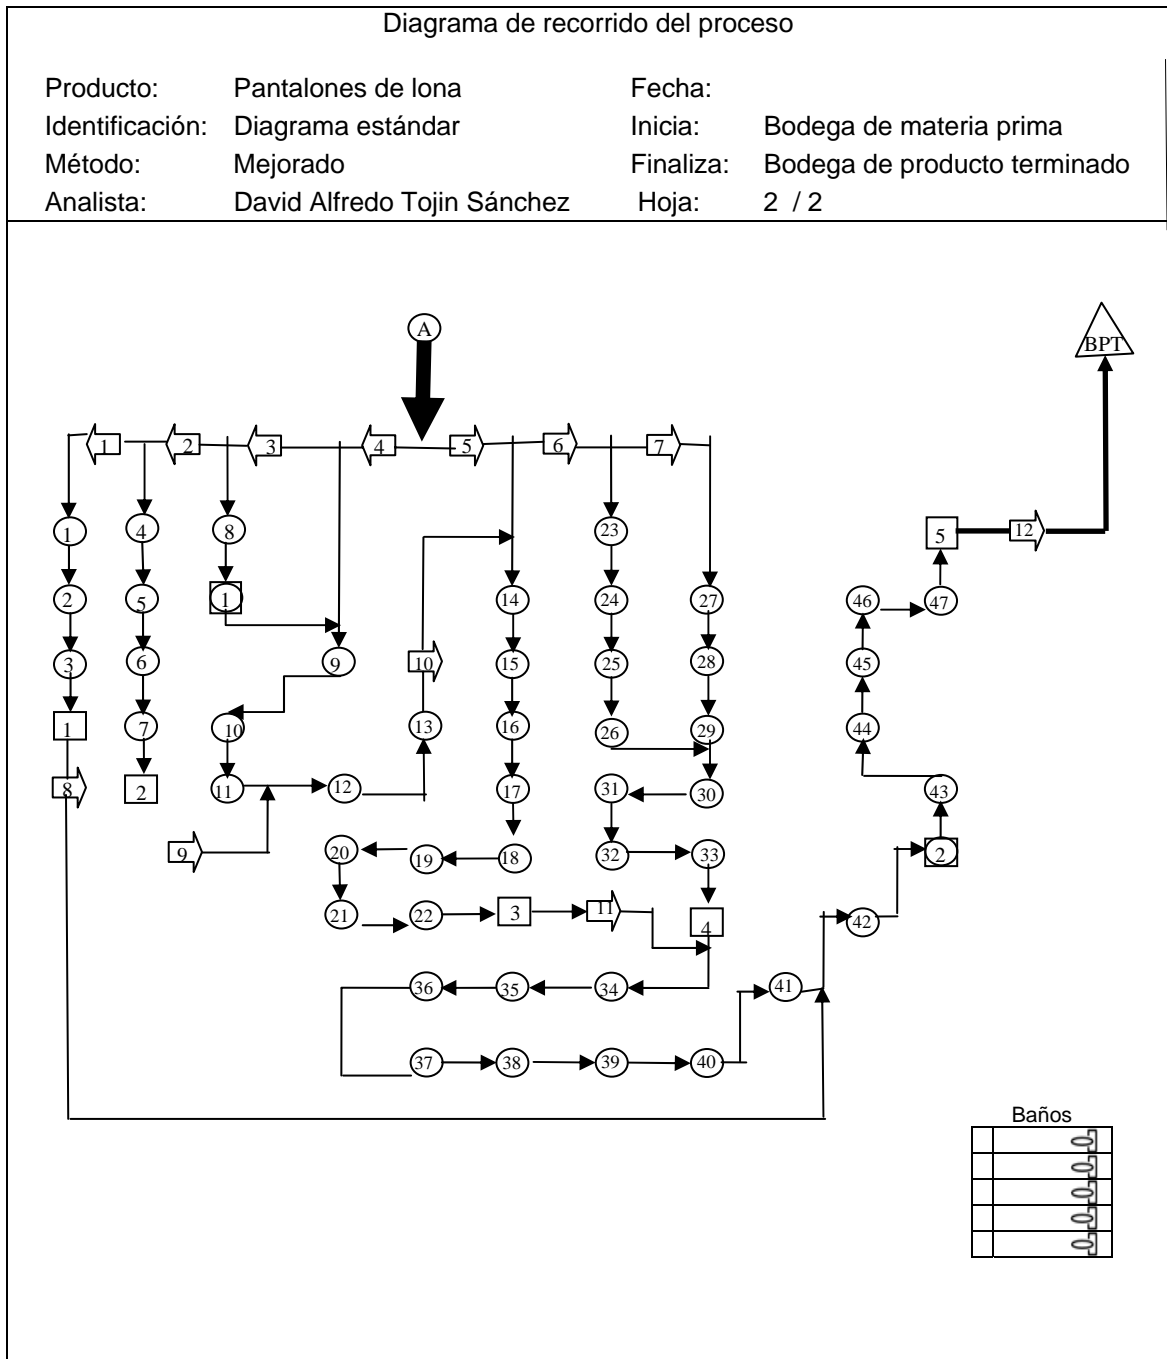 Diagrama de recorrido del proceso
Producto: Pantalones de lona Fecha:
Identificación: Diagrama estándar Inicia: Bodega de materia prima
Método: Mejorado Finaliza: Bodega de producto terminado
Analista: David Alfredo Tojin Sánchez Hoja: 2 / 2
A
BPT
1 2 3 4 5 6 7
1 4 8 23 5 12
2 5 1 14 24 27 46 47
3 6 9 10 15 25 28 45
1 7 10 13 16 26 29 44
8 2 11 12 17 31 30 43
9 20 19 18 32 33 2
21 22 3 11 4 42
36 35 34 41
37 38 39 40
Baños